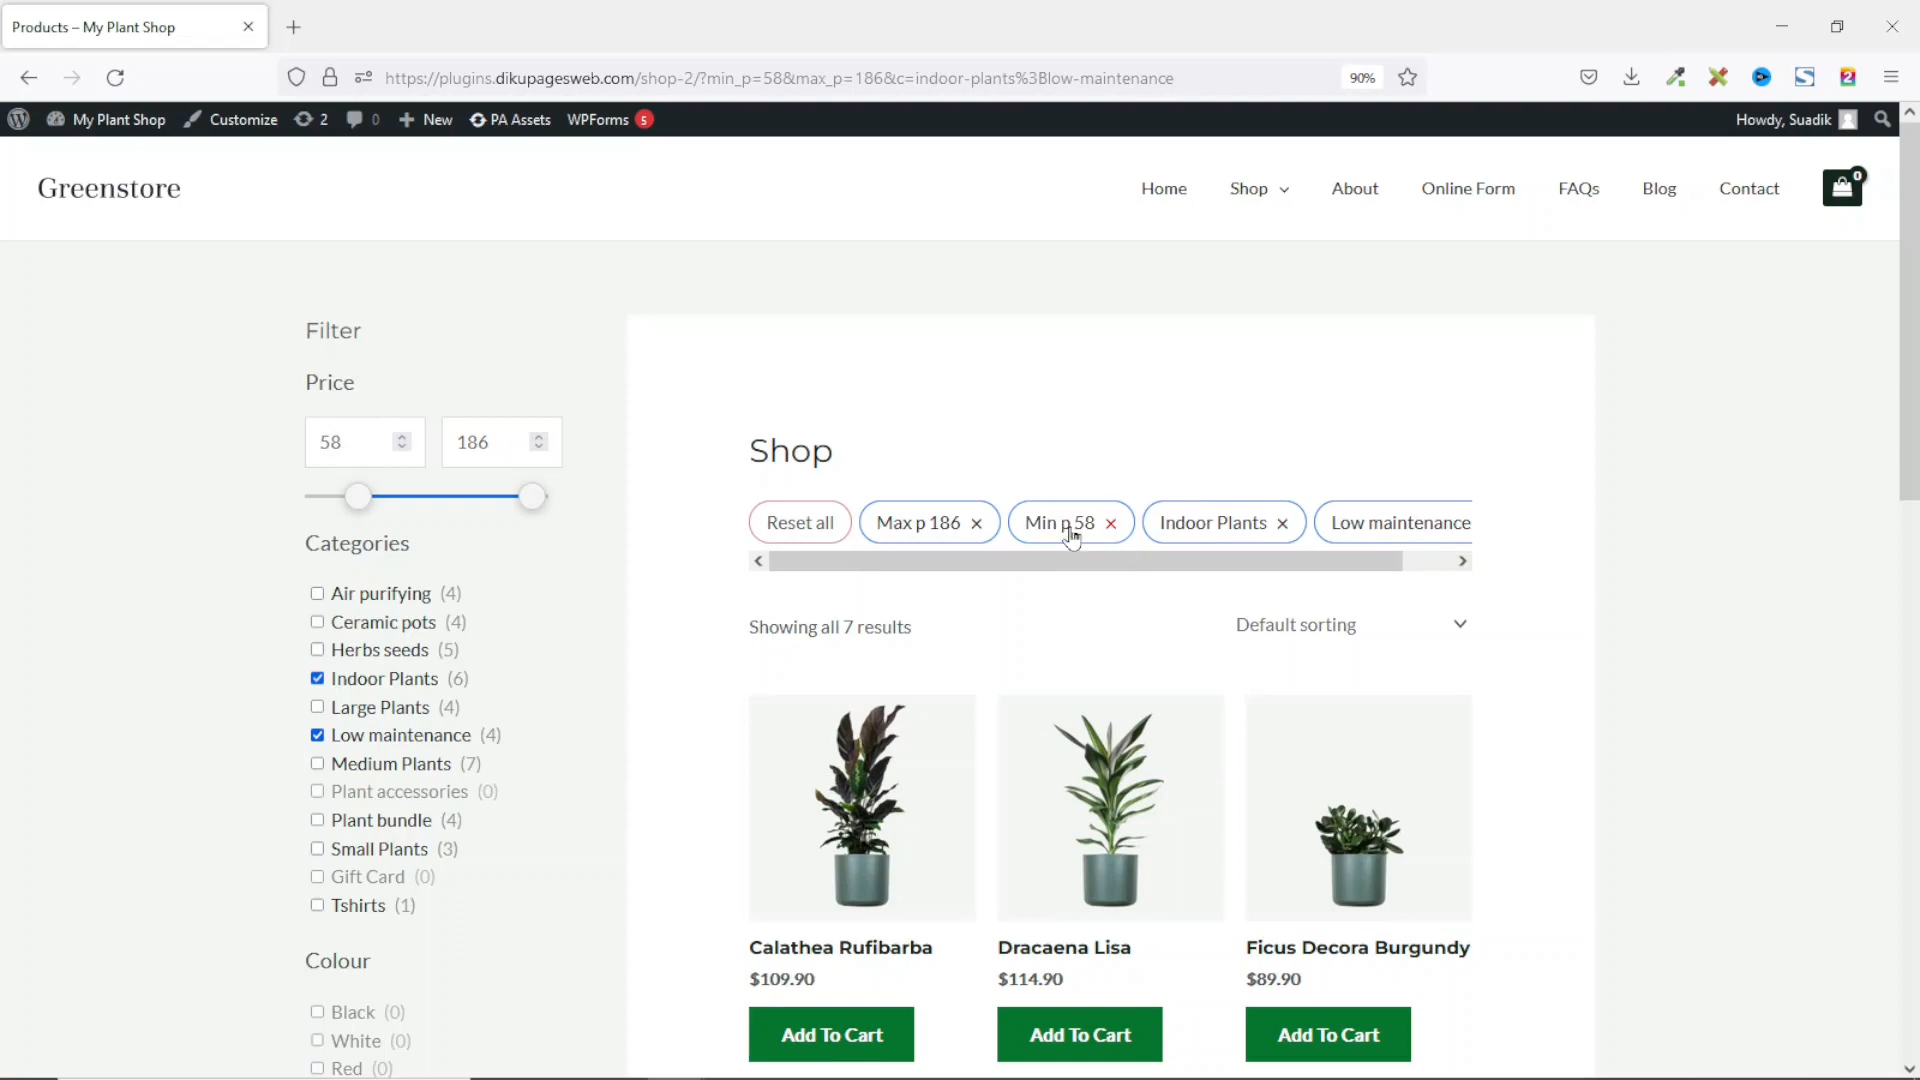 Products – My Plant Shop
https://plugins.dikupagesweb.com/shop-2/?min_p=58&max_p=186&c=indoor-plants%3Blow-maintenance
90%
2
My Plant Shop
Customize
2
0
New
PA Assets
WPForms 5
Howdy, Suadik
Greenstore
Home
Shop
About
Online Form
FAQs
Blog
Contact
0
Filter
Price
58
186
Categories
Air purifying (4)
Ceramic pots (4)
Herbs seeds (5)
Indoor Plants (6)
Large Plants (4)
Low maintenance (4)
Medium Plants (7)
Plant accessories (0)
Plant bundle (4)
Small Plants (3)
Gift Card (0)
Tshirts (1)
Colour
Black (0)
White (0)
Red (0)
Shop
Reset all
Max p 186 ×
Min p 58 ×
Indoor Plants ×
Low maintenance
Showing all 7 results
Default sorting
Calathea Rufibarba
$109.90
Add To Cart
Dracaena Lisa
$114.90
Add To Cart
Ficus Decora Burgundy
$89.90
Add To Cart